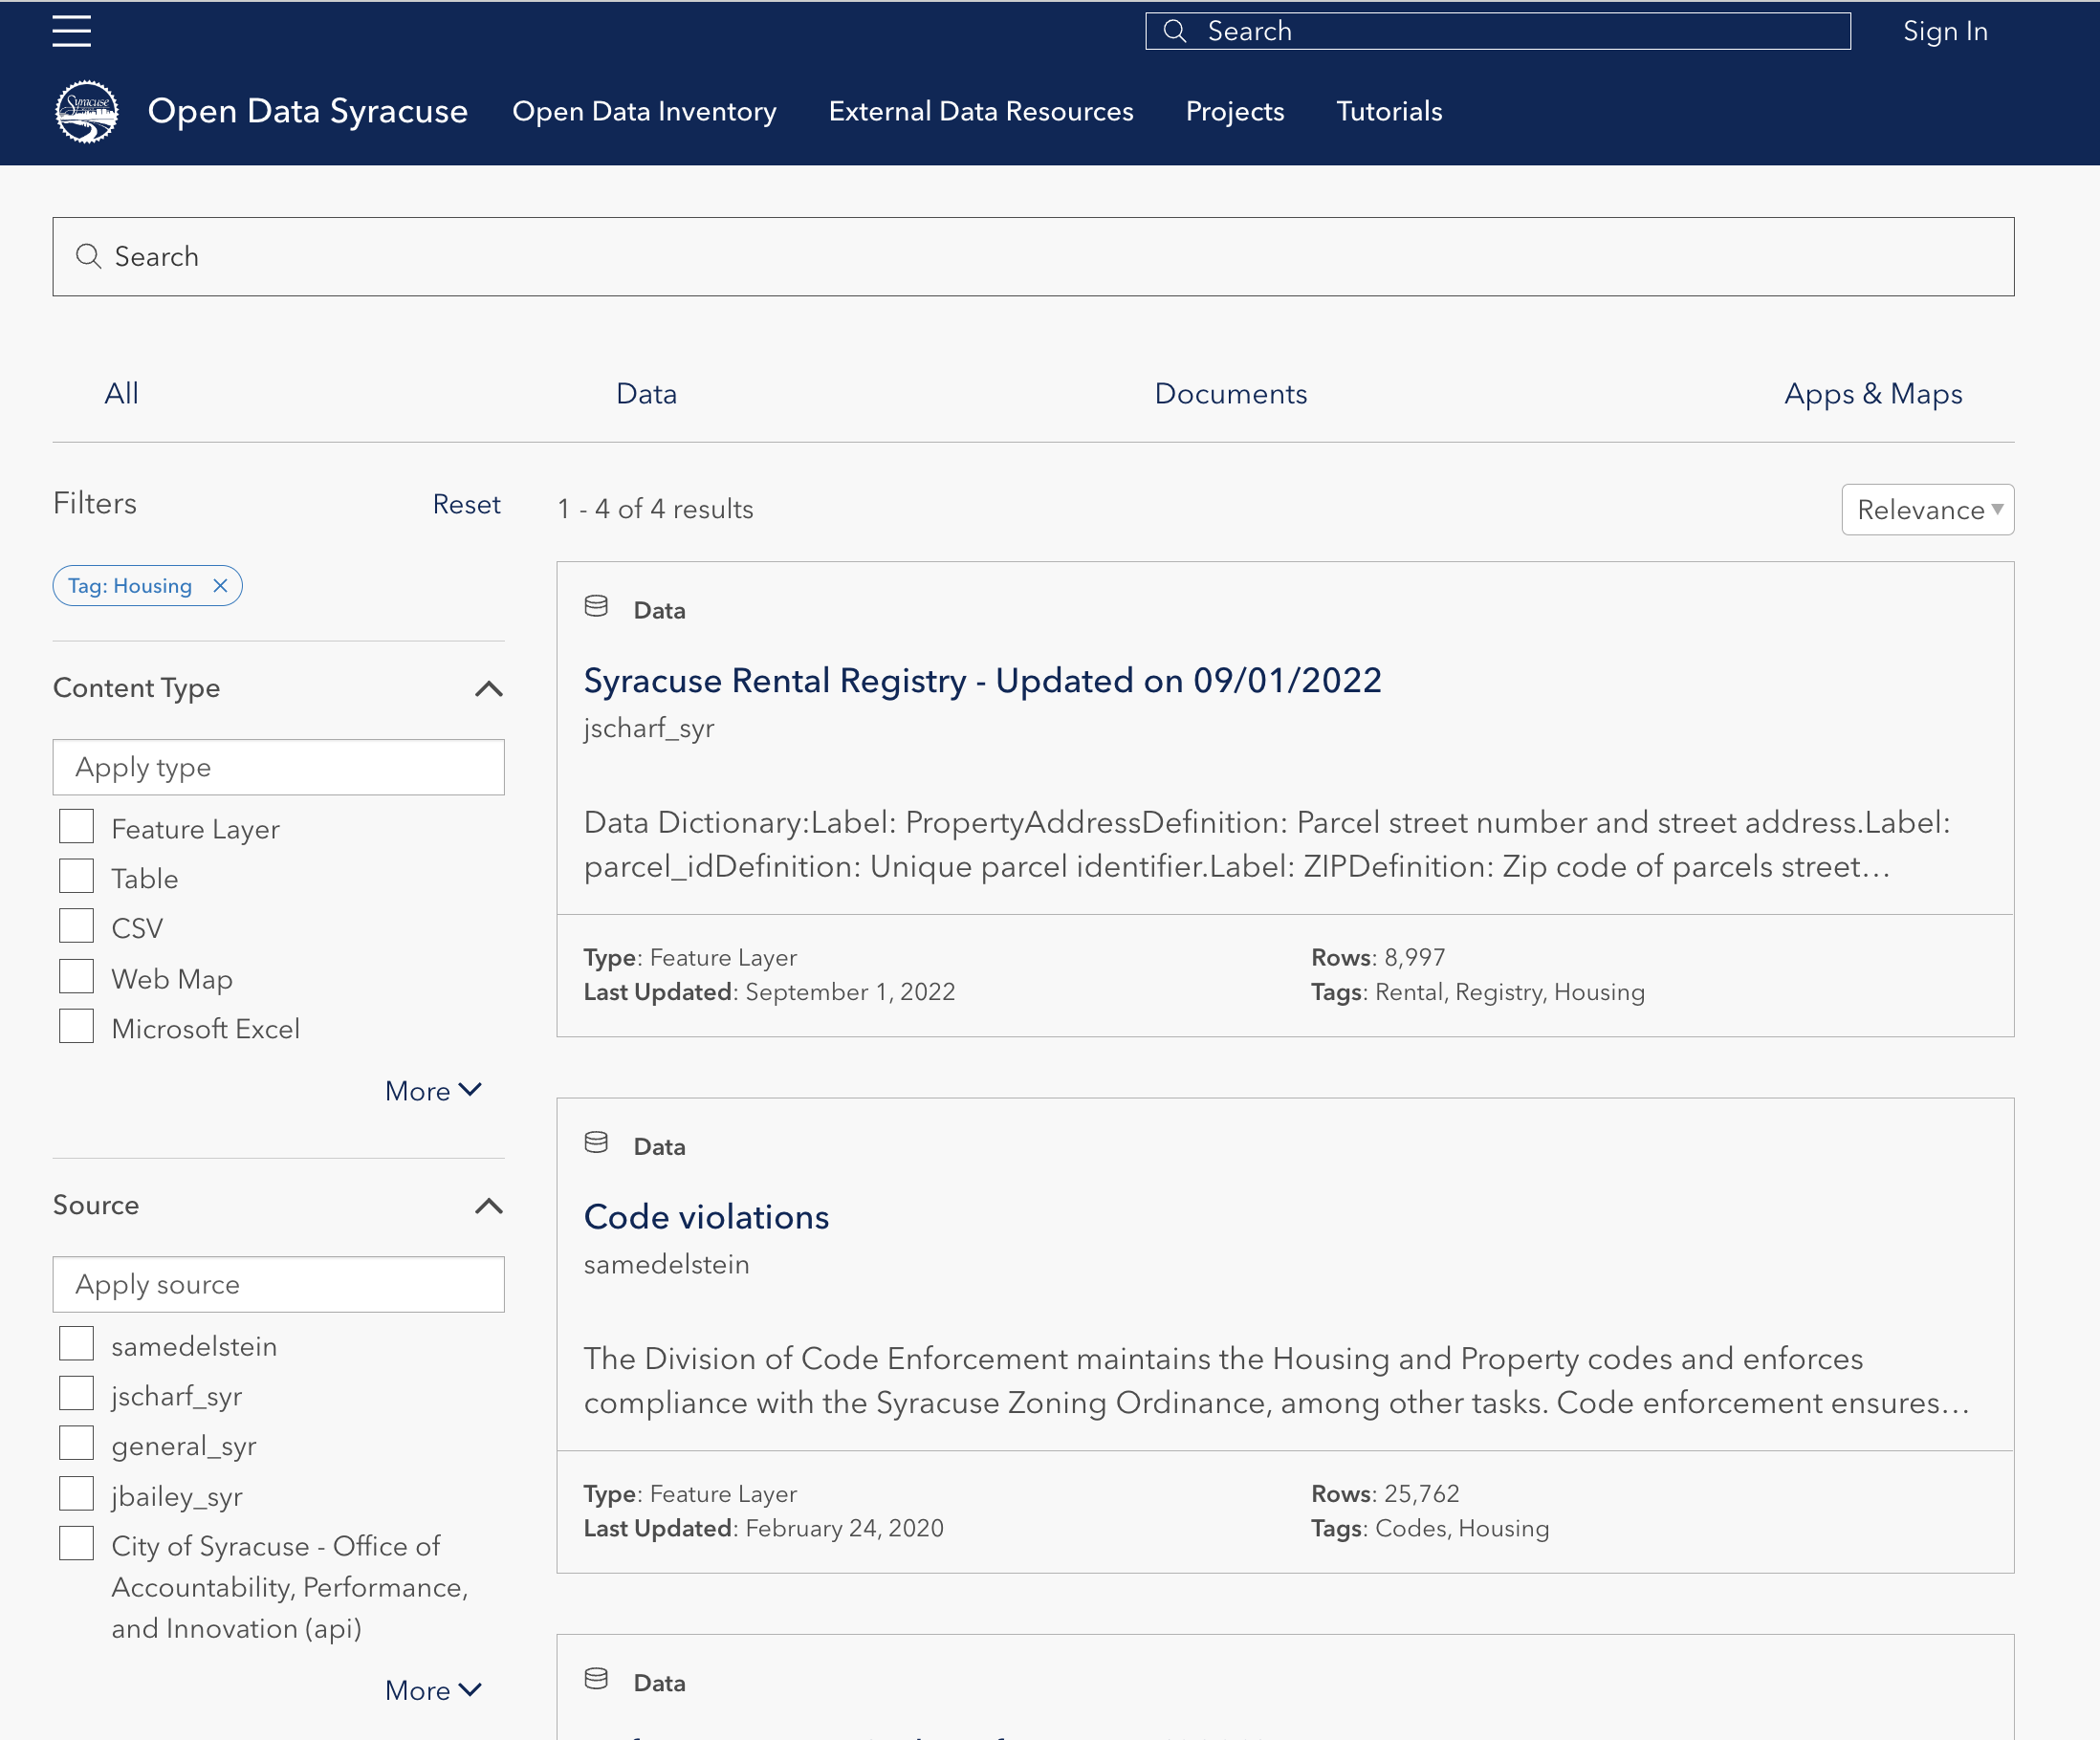 Search
Sign In
Syracuse
Open Data Syracuse
Open Data Inventory
External Data Resources
Projects
Tutorials
Search
All
Data
Documents
Apps & Maps
Filters
Reset
1 - 4 of 4 results
Relevance
Tag: Housing
Content Type
Apply type
Feature Layer
Table
CSV
Web Map
Microsoft Excel
More
Source
Apply source
samedelstein
jscharf_syr
general_syr
jbailey_syr
City of Syracuse - Office of
Accountability, Performance,
and Innovation (api)
More
Data
Syracuse Rental Registry - Updated on 09/01/2022
jscharf_syr
Data Dictionary:Label: PropertyAddressDefinition: Parcel street number and street address.Label:
parcel_idDefinition: Unique parcel identifier.Label: ZIPDefinition: Zip code of parcels street...
Type: Feature Layer
Rows: 8,997
Last Updated: September 1, 2022
Tags: Rental, Registry, Housing
Data
Code violations
samedelstein
The Division of Code Enforcement maintains the Housing and Property codes and enforces
compliance with the Syracuse Zoning Ordinance, among other tasks. Code enforcement ensures...
Type: Feature Layer
Rows: 25,762
Last Updated: February 24, 2020
Tags: Codes, Housing
Data